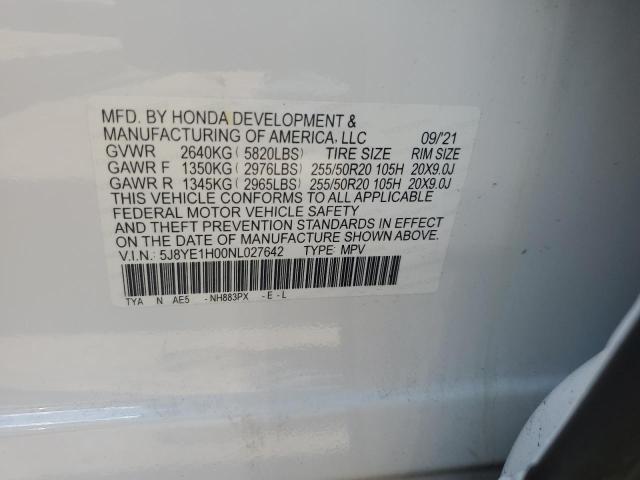 MFD. BY HONDA DEVELOPMENT &
MANUFACTURING OF AMERICA, LLC 09/21
GVWR 2640KG ( 5820LBS) TIRE SIZE RIM SIZE
GAWR F 1350KG ( 2976LBS) 255/50R20 105H 20X9.0J
GAWR R 1345KG ( 2965LBS) 255/50R20 105H 20X9.0J
THIS VEHICLE CONFORMS TO ALL APPLICABLE
FEDERAL MOTOR VEHICLE SAFETY
AND THEFT PREVENTION STANDARDS IN EFFECT
ON THE DATE OF MANUFACTURE SHOWN ABOVE.
V.I.N.: 5J8YE1H00NL027642 TYPE: MPV
TYA N AE5 -NH883PX -E-L